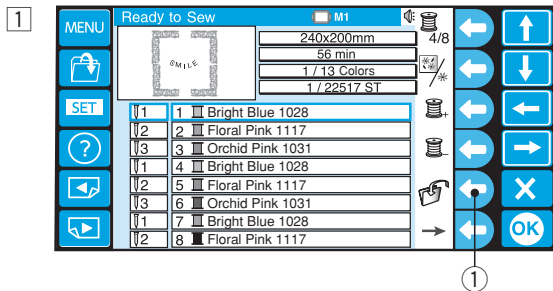 1
MENU
Ready to Sew
M1
4/8
240x200mm
56 min
1 / 13 Colors
1 / 22517 ST
SMILE
SET
?
1 1 Bright Blue 1028
2 2 Floral Pink 1117
3 3 Orchid Pink 1031
1 4 Bright Blue 1028
2 5 Floral Pink 1117
3 6 Orchid Pink 1031
1 7 Bright Blue 1028
2 8 Floral Pink 1117
X
OK
1